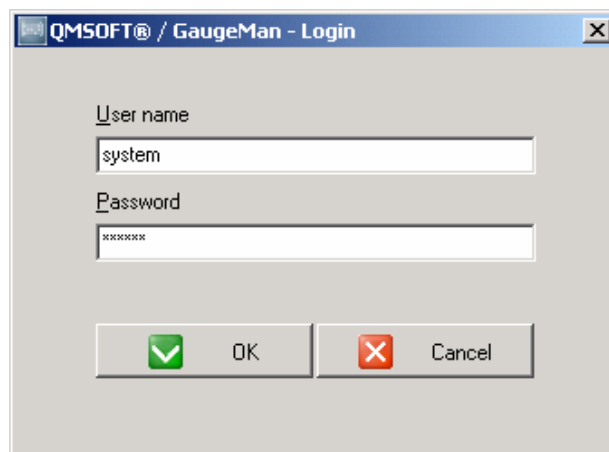 QMSOFT® / GaugeMan - Login
User name
system
Password
××××××
OK
Cancel